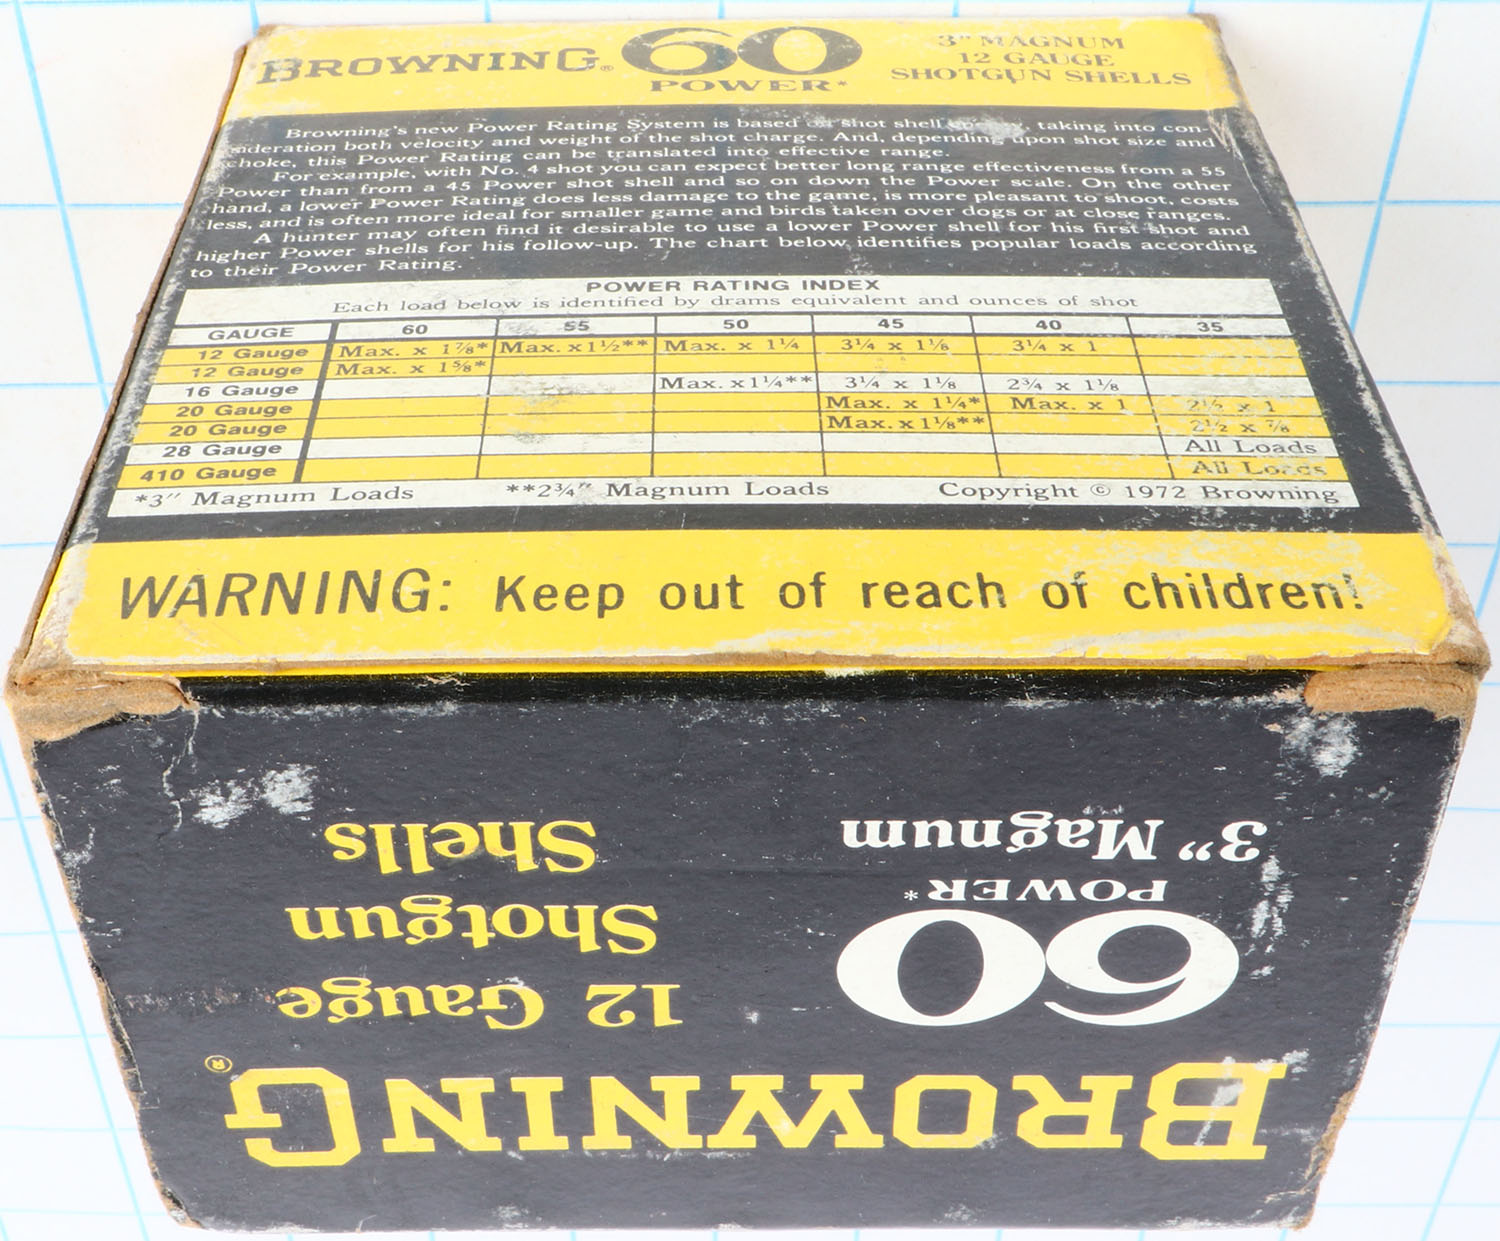 BROWNING® 60 POWER*
3" MAGNUM
12 GAUGE
SHOTGUN SHELLS
Browning's new Power Rating System is based on shot shell taking into con-
sideration both velocity and weight of the shot charge. And, depending upon shot size and
choke, this Power Rating can be translated into effective range.
For example, with No. 4 shot you can expect better long range effectiveness from a 55
Power than from a 45 Power shot shell and so on down the Power scale. On the other
hand, a lower Power Rating does less damage to the game, is more pleasant to shoot, costs
less, and is often more ideal for smaller game and birds taken over dogs or at close ranges.
A hunter may often find it desirable to use a lower Power shell for his first shot and
higher Power shells for his follow-up. The chart below identifies popular loads according
to their Power Rating.
POWER RATING INDEX
Each load below is identified by drams equivalent and ounces of shot
GAUGE 60 55 50 45 40 35
12 Gauge Max. x 1⅞* Max. x 1½** Max. x 1¼ 3¼ x 1⅛ 3¼ x 1
12 Gauge Max. x 1⅝*
16 Gauge Max. x 1¼** 3¼ x 1⅛ 2¾ x 1⅛
20 Gauge Max. x 1¼* Max. x 1 2½ x 1
20 Gauge Max. x 1⅛** 2½ x ⅞
28 Gauge All Loads
410 Gauge All Loads
*3" Magnum Loads **2¾" Magnum Loads Copyright © 1972 Browning
WARNING: Keep out of reach of children!
BROWNING®
60
POWER*
3" Magnum
12 Gauge
Shotgun
Shells